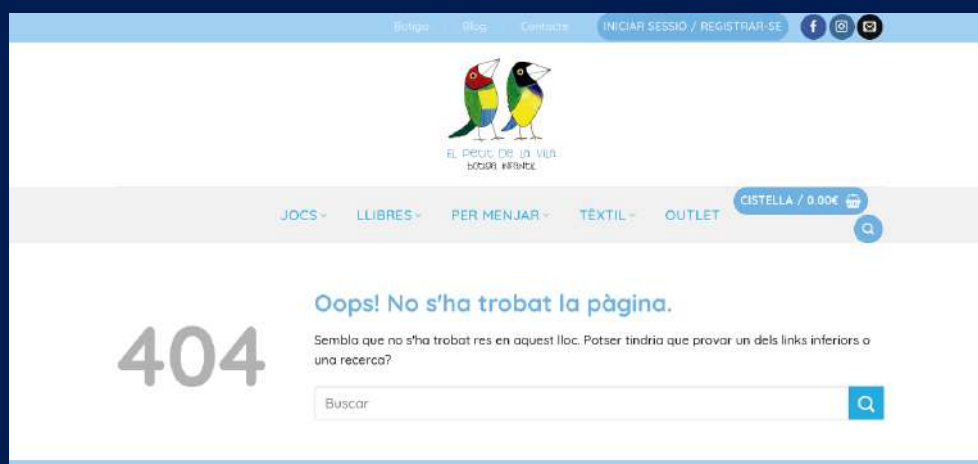 Botiga Blog Contacte INICIAR SESSIÓ / REGISTRAR-SE
EL PETIT DE LA VILA
BOTIGA INFANTIL
JOCS LLIBRES PER MENJAR TÈXTIL OUTLET CISTELLA / 0.00€
Oops! No s'ha trobat la pàgina.
404
Sembla que no s'ha trobat res en aquest lloc. Potser tindria que provar un dels links inferiors o
una recerca?
Buscar